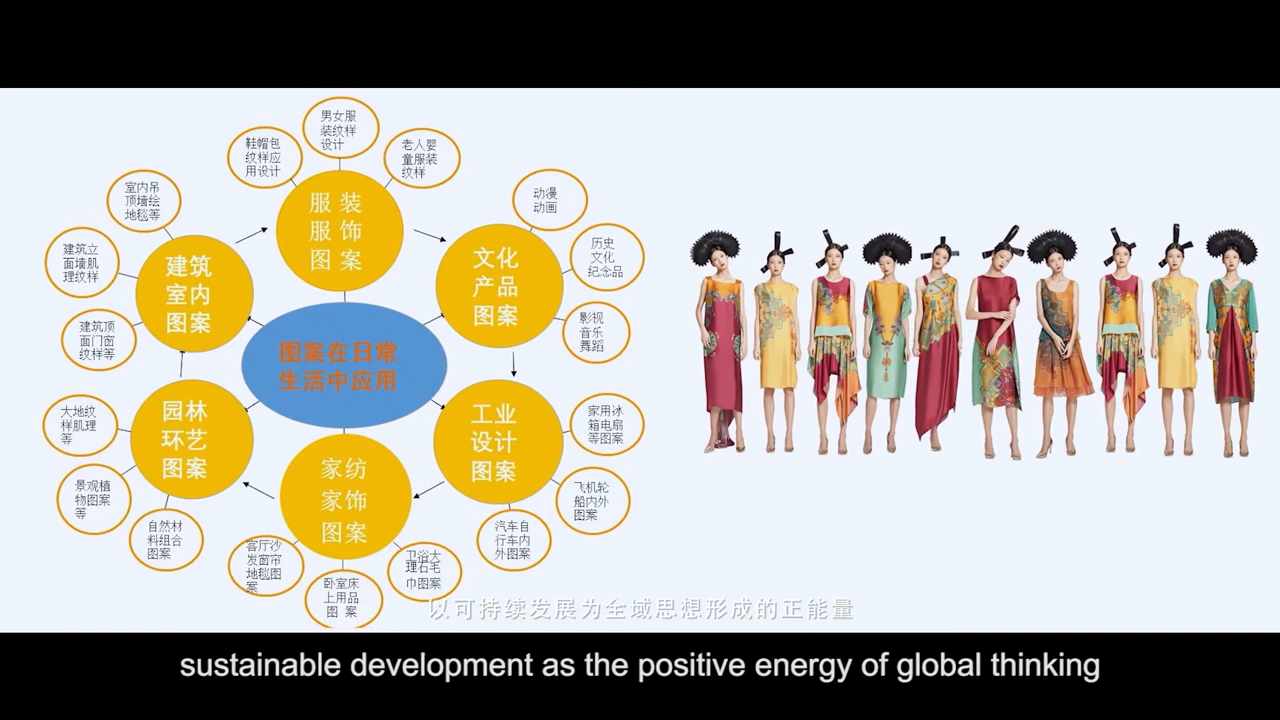 男女服
装纹样
设计
鞋帽包
纹样应
用设计
老人婴
童服装
纹样
服 装
服 饰
图 案
动漫
动画
历史
文化
纪念品
影视
音乐
舞蹈
文化
产品
图案
家用冰
箱电扇
等图案
飞机轮
船内外
图案
汽车自
行车内
外图案
工业
设计
图案
卫浴大
理石毛
巾图案
卧室床
上用品
图 案
客厅沙
发窗帘
地毯图
案
家纺
家饰
图案
自然材
料组合
图案
景观植
物图案
等
大地纹
样肌理
等
园林
环艺
图案
建筑顶
面门窗
纹样等
建筑立
面墙肌
理纹样
室内吊
顶墙绘
地毯等
建筑
室内
图案
图案在日常
生活中应用
以可持续发展为全域思想形成的正能量
sustainable development as the positive energy of global thinking